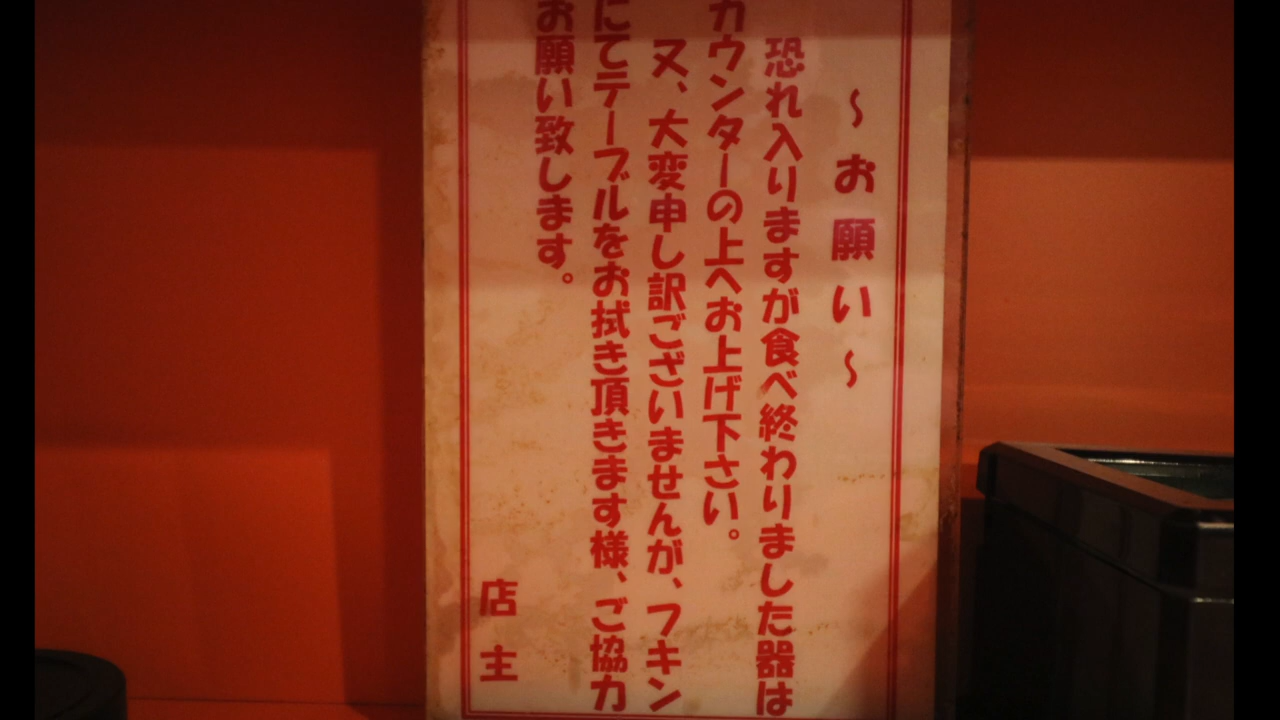 〜お願い〜
恐れ入りますが食べ終わりました器は
カウンターの上へお上げ下さい。
又、大変申し訳ございませんが、フキン
にてテーブルをお拭き頂きます様、ご協力
お願い致します。
店主